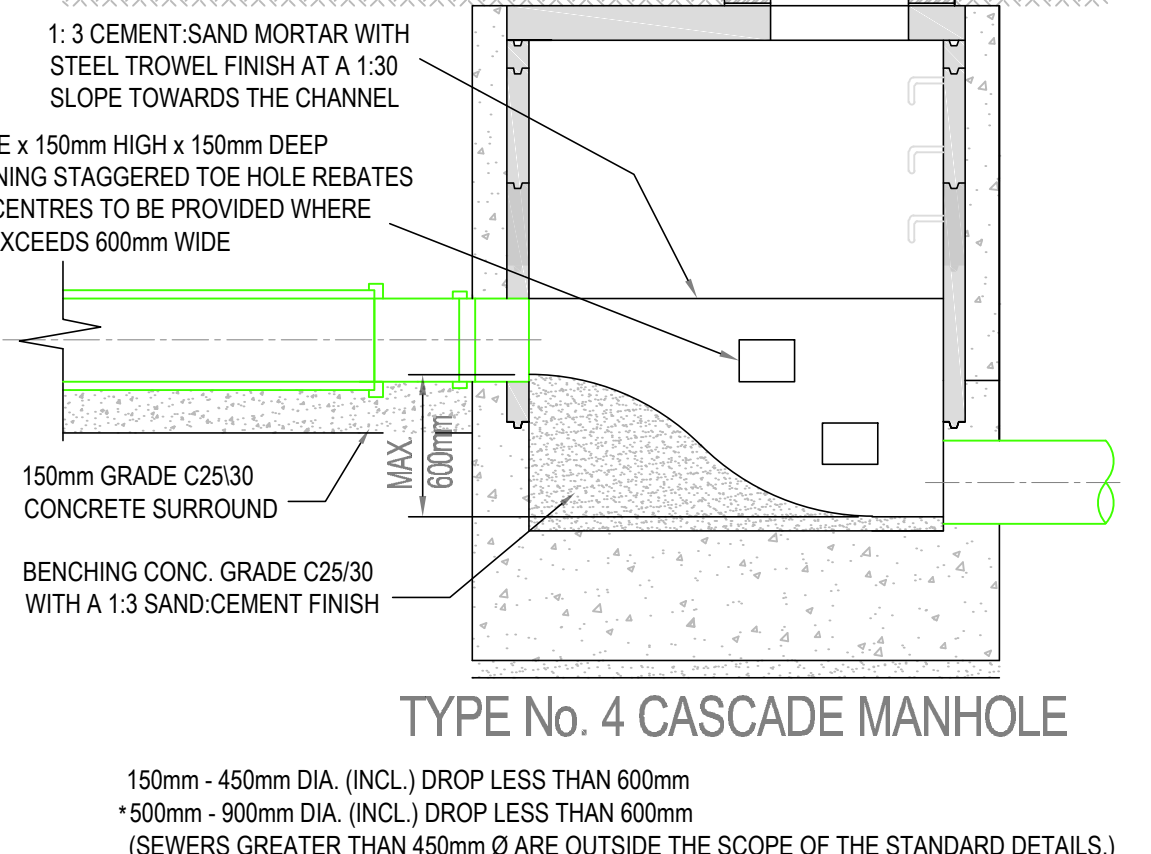 1: 3 CEMENT:SAND MORTAR WITH
STEEL TROWEL FINISH AT A 1:30
SLOPE TOWARDS THE CHANNEL
x 150mm HIGH x 150mm DEEP
STAGGERED TOE HOLE REBATES
CENTRES TO BE PROVIDED WHERE
600mm WIDE
MAX.
600mm
150mm GRADE C25\30
CONCRETE SURROUND
BENCHING CONC. GRADE C25/30
WITH A 1:3 SAND:CEMENT FINISH
TYPE No. 4 CASCADE MANHOLE
150mm - 450mm DIA. (INCL.) DROP LESS THAN 600mm
*500mm - 900mm DIA. (INCL.) DROP LESS THAN 600mm
(SEWERS GREATER THAN 450mm Ø ARE OUTSIDE THE SCOPE OF THE STANDARD DETAILS.)